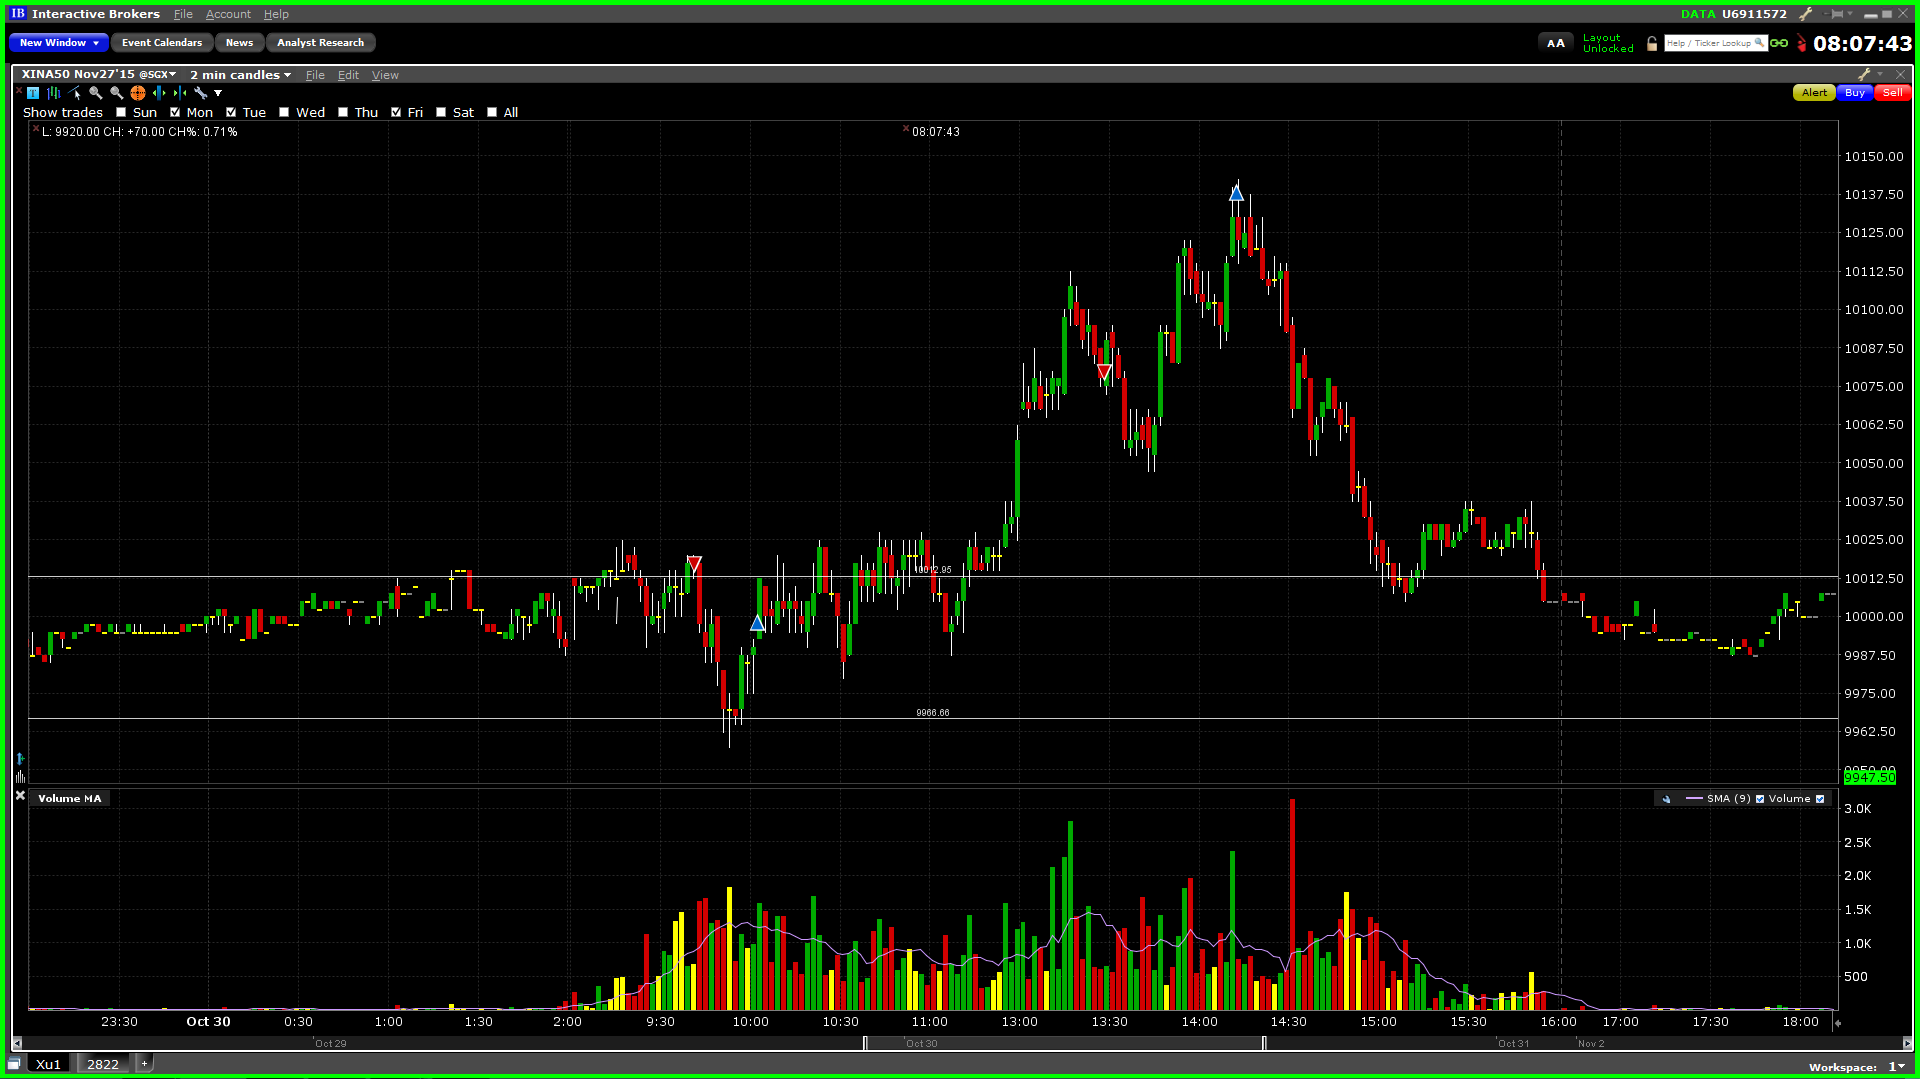 IB Interactive Brokers File Account Help DATA U6911572
New Window Event Calendars News Analyst Research AA Layout Unlocked Help / Ticker Lookup 08:07:43
XINA50 Nov27'15 @SGX 2 min candles File Edit View
T Alert Buy Sell
Show trades Sun Mon Tue Wed Thu Fri Sat All
L: 9920.00 CH: +70.00 CH%: 0.71% 08:07:43
10150.00
10137.50
10125.00
10112.50
10100.00
10087.50
10075.00
10062.50
10050.00
10037.50
10025.00
10012.95
10012.50
10000.00
9987.50
9975.00
9966.66
9962.50
9950.00
9947.50
Volume MA SMA (9) Volume
3.0K
2.5K
2.0K
1.5K
1.0K
500
23:30 Oct 30 0:30 1:00 1:30 2:00 9:30 10:00 10:30 11:00 13:00 13:30 14:00 14:30 15:00 15:30 16:00 17:00 17:30 18:00
Oct 29 Oct 30 Oct 31 Nov 2
Xu1 2822 + Workspace: 1